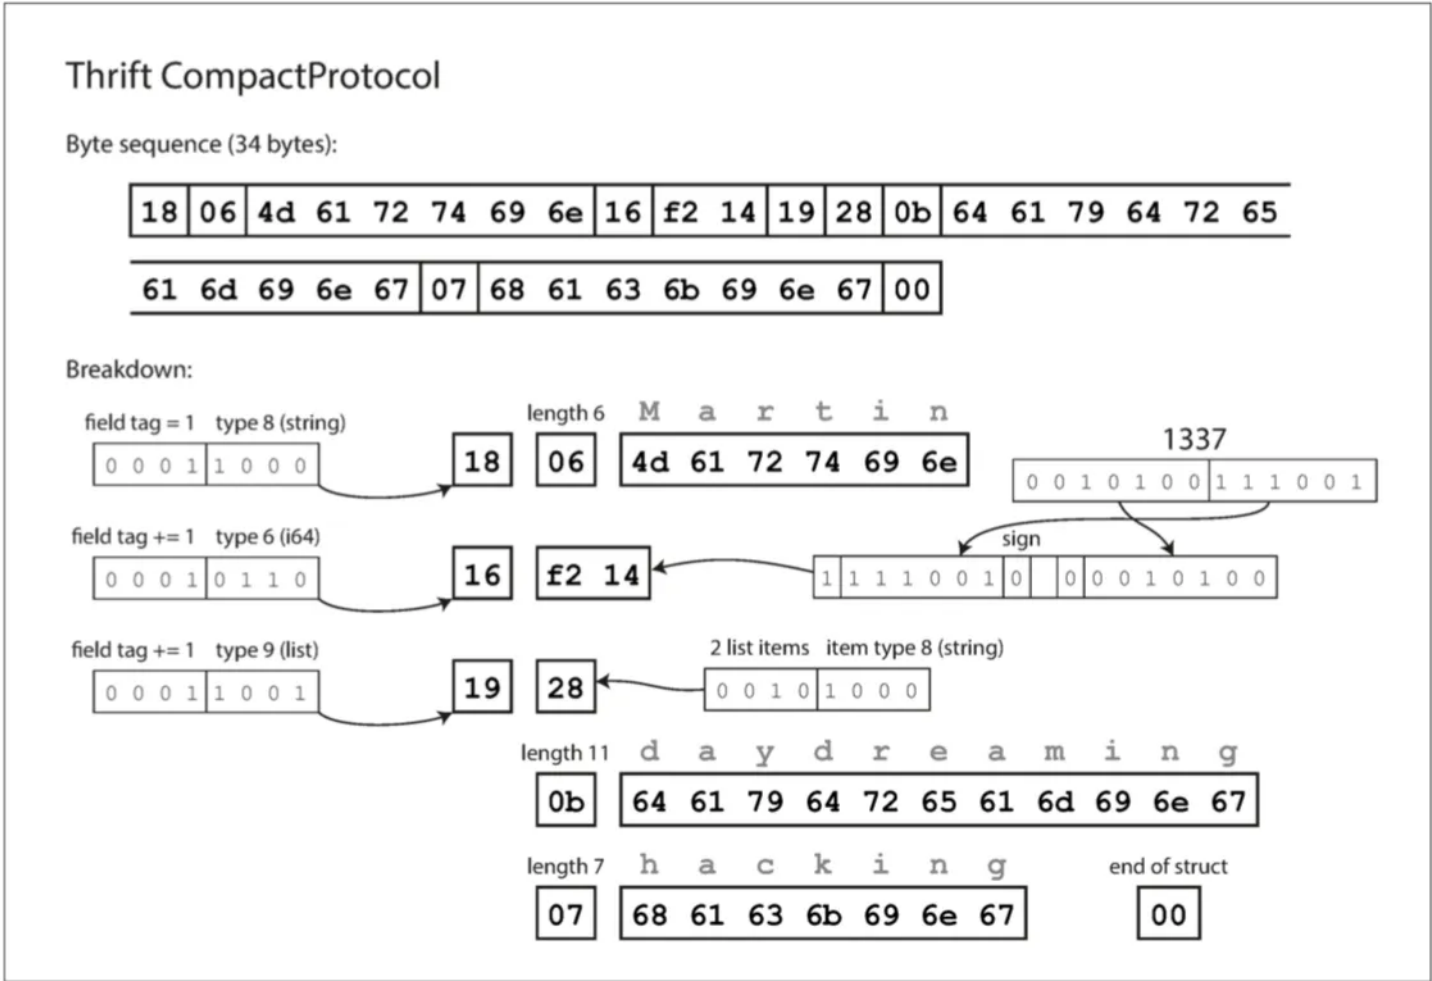 Thrift CompactProtocol
Byte sequence (34 bytes):
18 06 4d 61 72 74 69 6e 16 f2 14 19 28 0b 64 61 79 64 72 65
61 6d 69 6e 67 07 68 61 63 6b 69 6e 67 00
Breakdown:
field tag = 1 type 8 (string) length 6 M a r t i n
0 0 0 1 1 0 0 0 18 06 4d 61 72 74 69 6e
1337
0 0 1 0 1 0 0 1 1 1 0 0 1
field tag += 1 type 6 (i64) sign
0 0 0 1 0 1 1 0 16 f2 14 1 1 1 1 0 0 1 0 0 0 0 1 0 1 0 0
field tag += 1 type 9 (list) 2 list items item type 8 (string)
0 0 0 1 1 0 0 1 19 28 0 0 1 0 1 0 0 0
length 11 d a y d r e a m i n g
0b 64 61 79 64 72 65 61 6d 69 6e 67
length 7 h a c k i n g end of struct
07 68 61 63 6b 69 6e 67 00